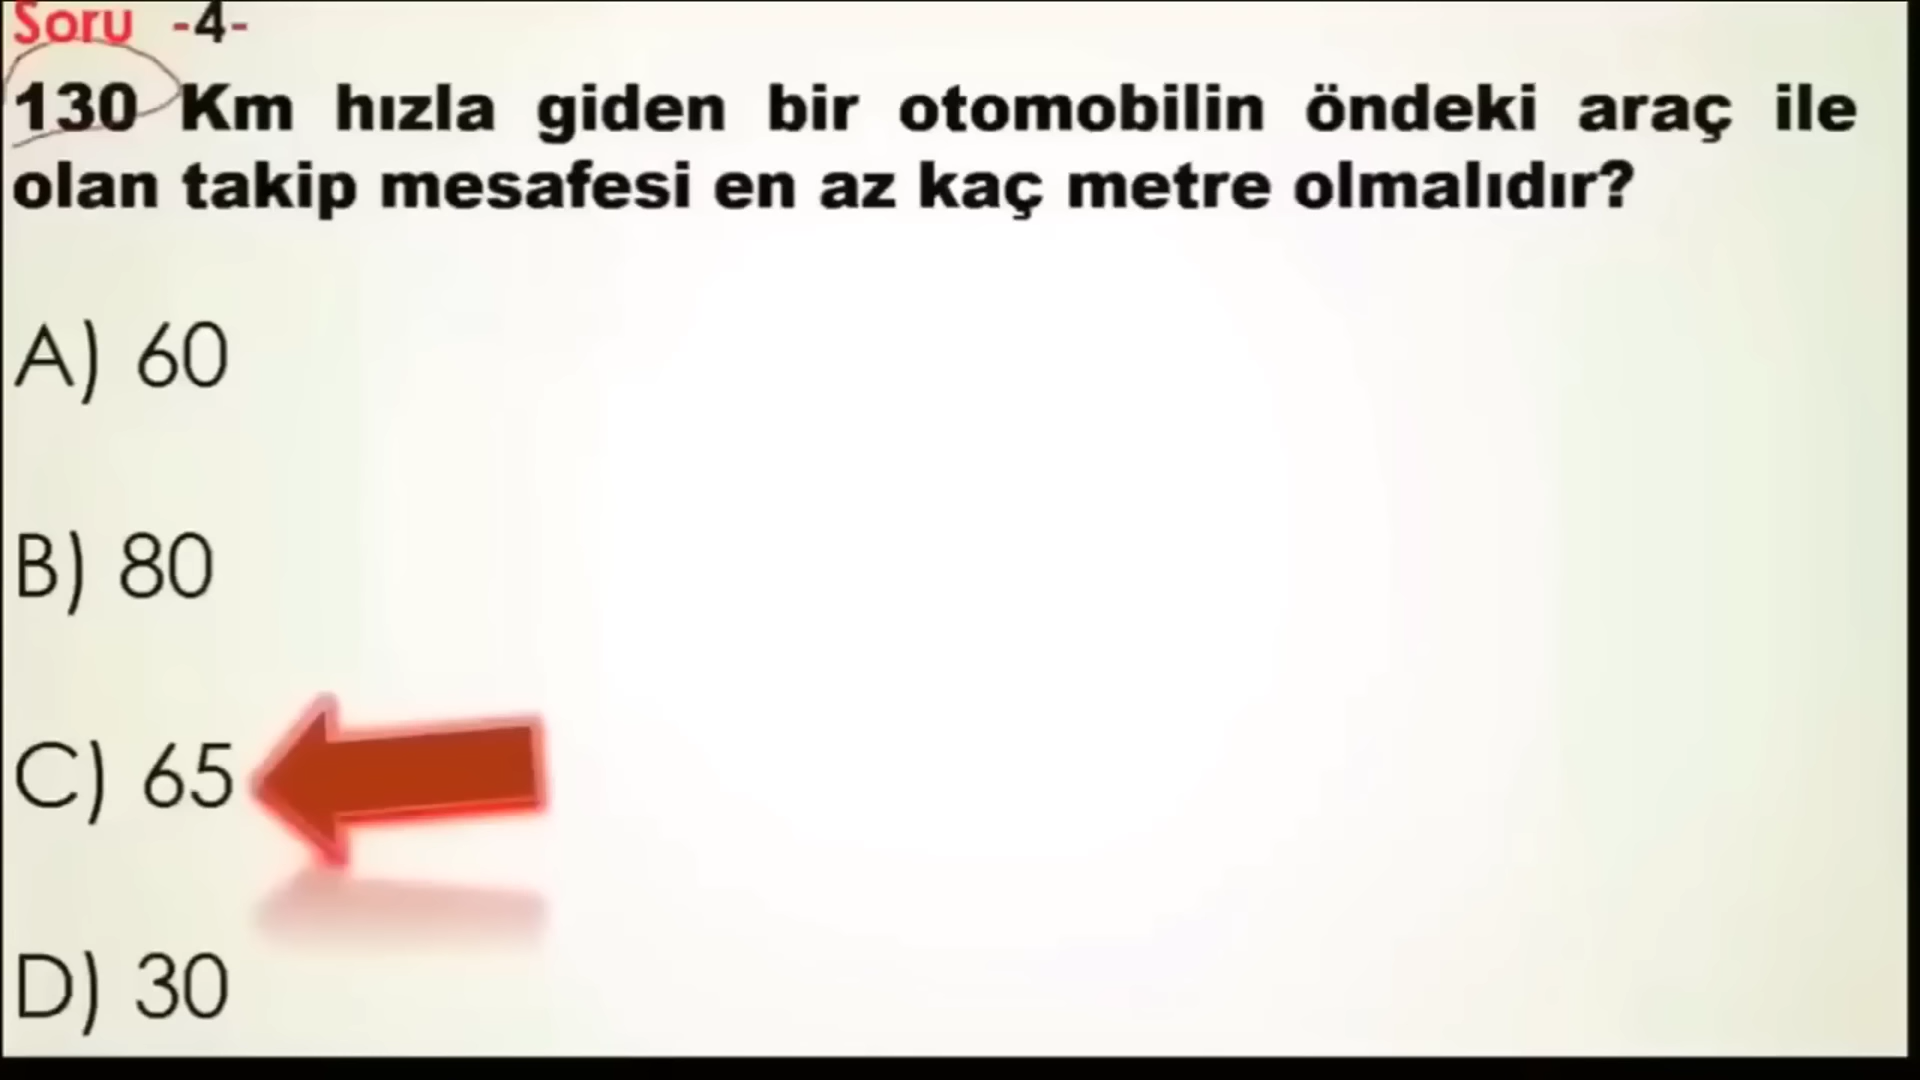 Soru -4-
130 Km hızla giden bir otomobilin öndeki araç ile
olan takip mesafesi en az kaç metre olmalıdır?
A) 60
B) 80
C) 65
D) 30